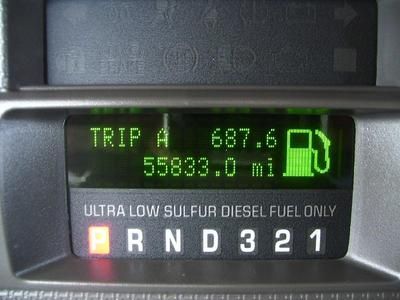 TRIP A 687.6
55833.0 mi
ULTRA LOW SULFUR DIESEL FUEL ONLY
P R N D 3 2 1